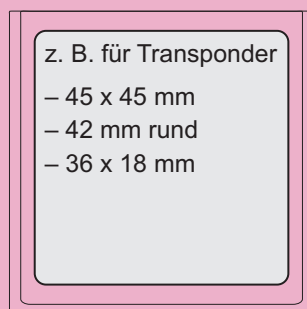 z. B. für Transponder
– 45 x 45 mm
– 42 mm rund
– 36 x 18 mm